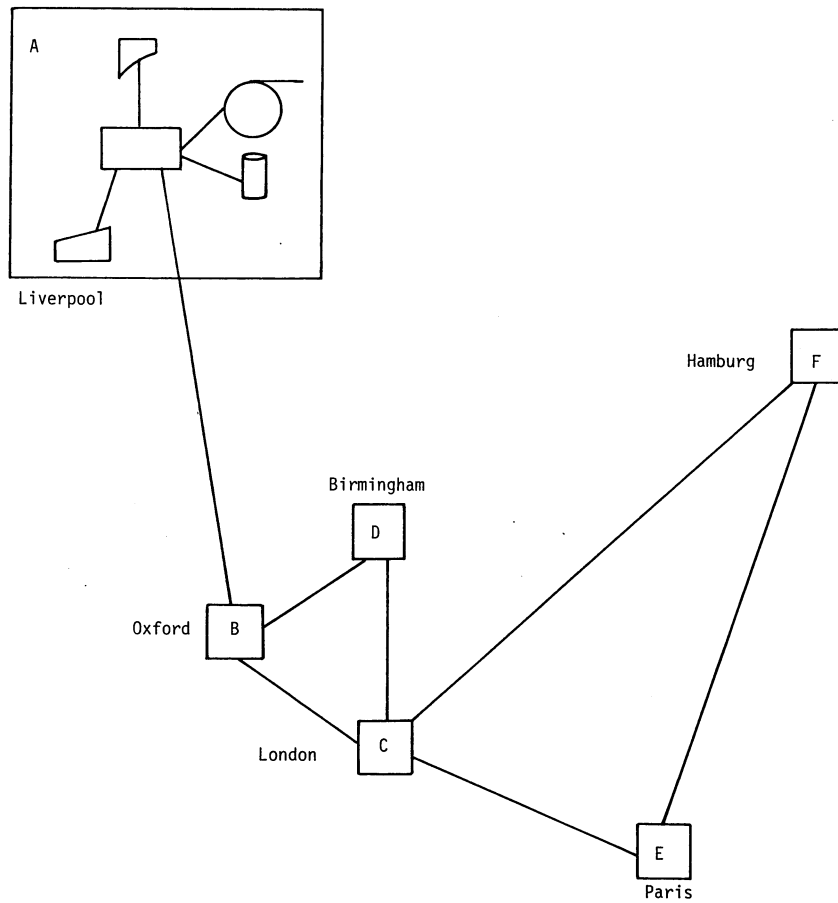 A
Liverpool
Hamburg
F
Birmingham
D
Oxford
B
London
C
E
Paris